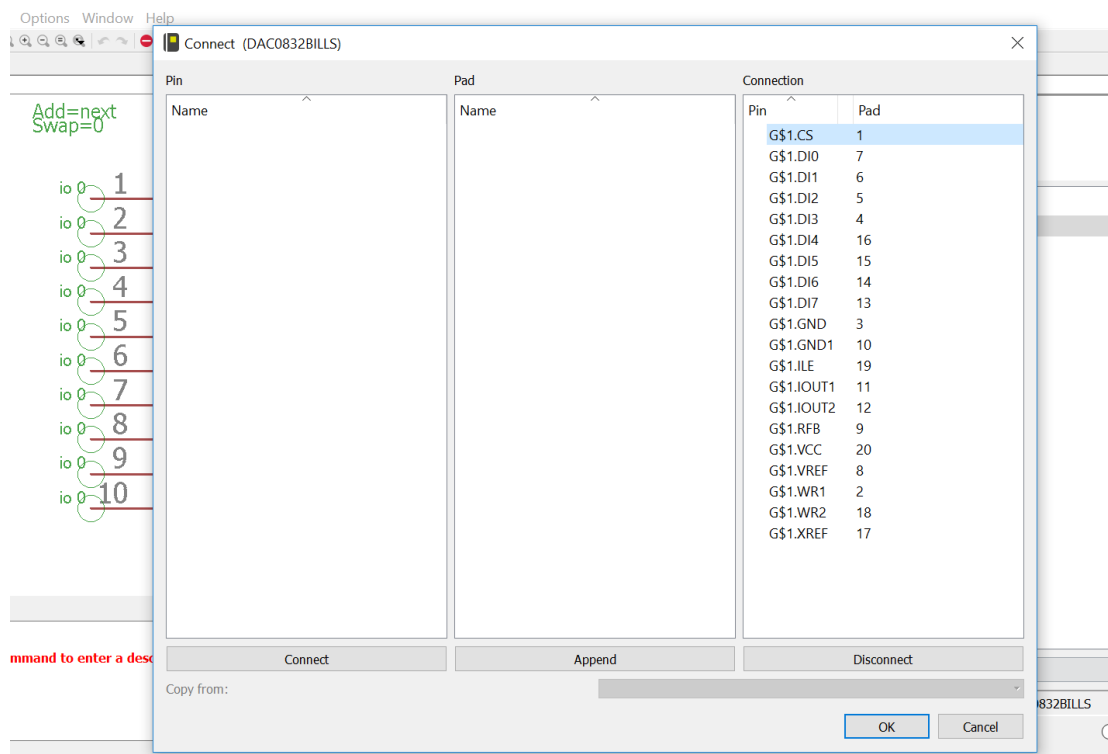 Options Window Help
Connect (DAC0832BILLS)
Pin
Pad
Connection
Name
Name
Pin Pad
Add=next
Swap=0
G$1.CS 1
G$1.DI0 7
G$1.DI1 6
G$1.DI2 5
G$1.DI3 4
G$1.DI4 16
G$1.DI5 15
G$1.DI6 14
G$1.DI7 13
G$1.GND 3
G$1.GND1 10
G$1.ILE 19
G$1.IOUT1 11
G$1.IOUT2 12
G$1.RFB 9
G$1.VCC 20
G$1.VREF 8
G$1.WR1 2
G$1.WR2 18
G$1.XREF 17
io 0 1
io 0 2
io 0 3
io 0 4
io 0 5
io 0 6
io 0 7
io 0 8
io 0 9
io 0 10
mmand to enter a desc
Connect
Append
Disconnect
Copy from:
0832BILLS
OK
Cancel